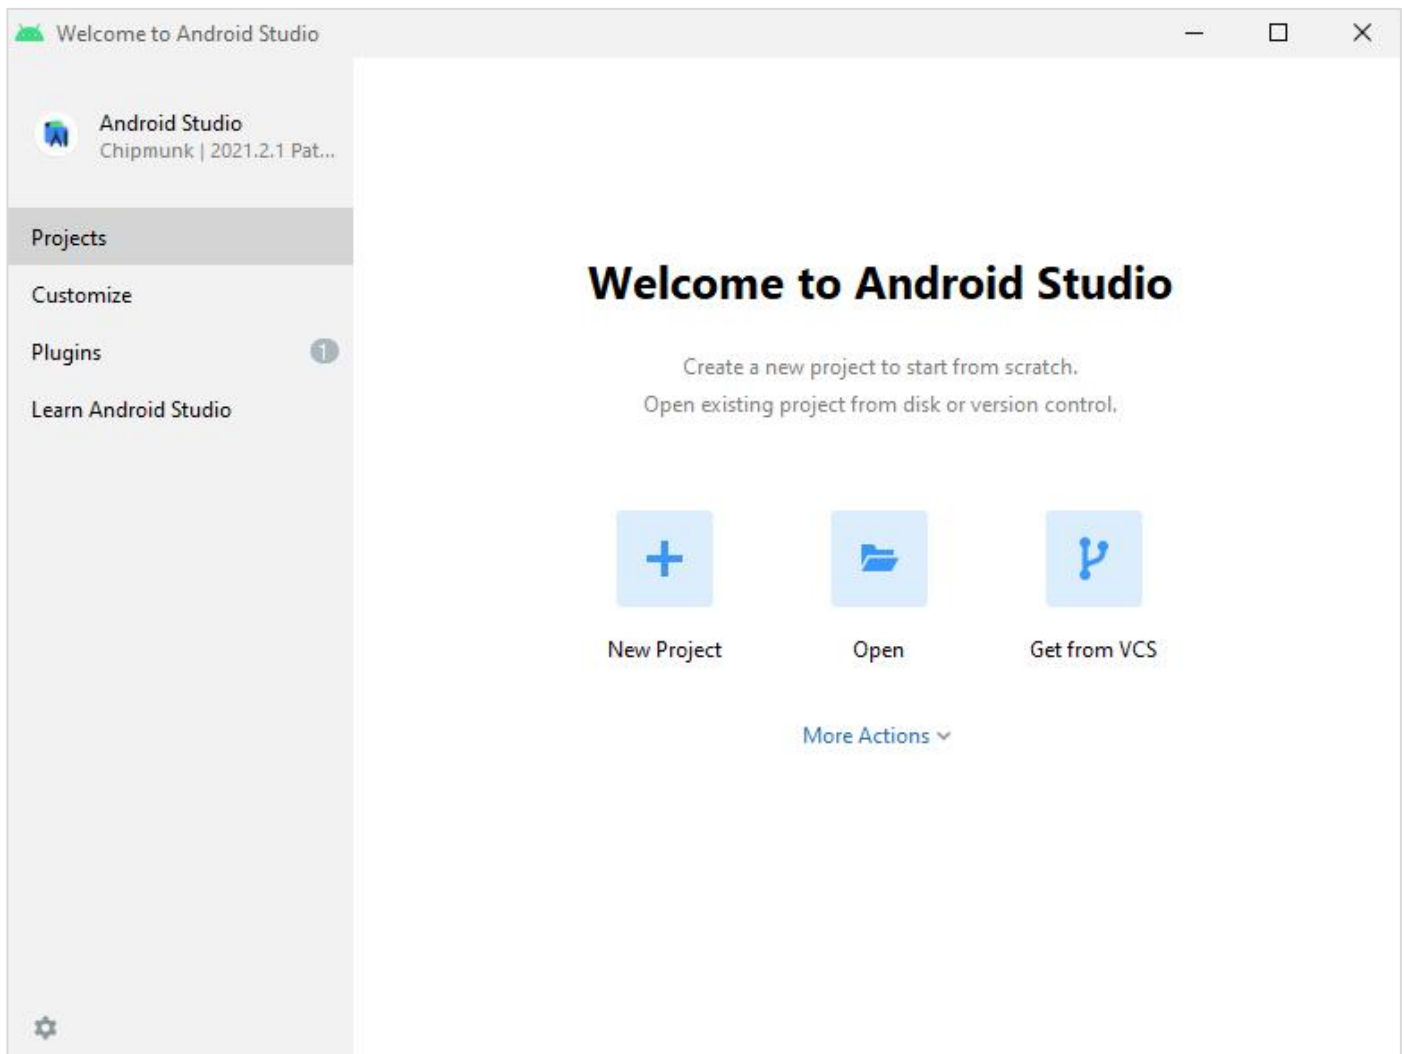 Welcome to Android Studio
Android Studio
Chipmunk | 2021.2.1 Pat...
Projects
Customize
Plugins 1
Learn Android Studio
Welcome to Android Studio
Create a new project to start from scratch.
Open existing project from disk or version control.
New Project Open Get from VCS
More Actions